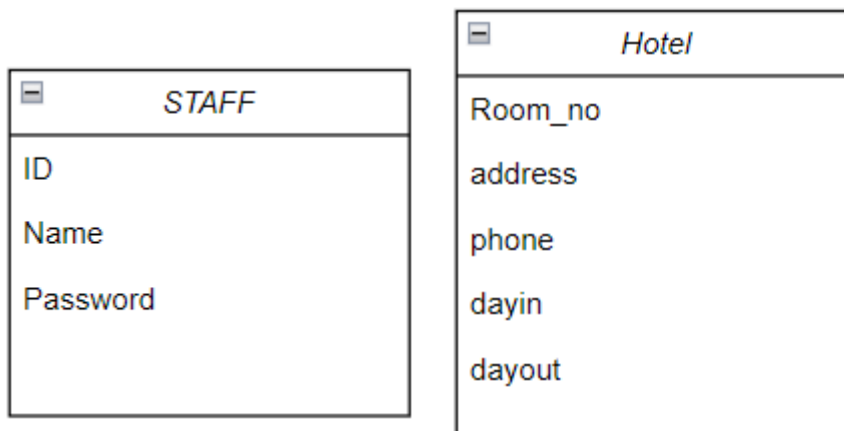 STAFF
ID
Name
Password
Hotel
Room_no
address
phone
dayin
dayout